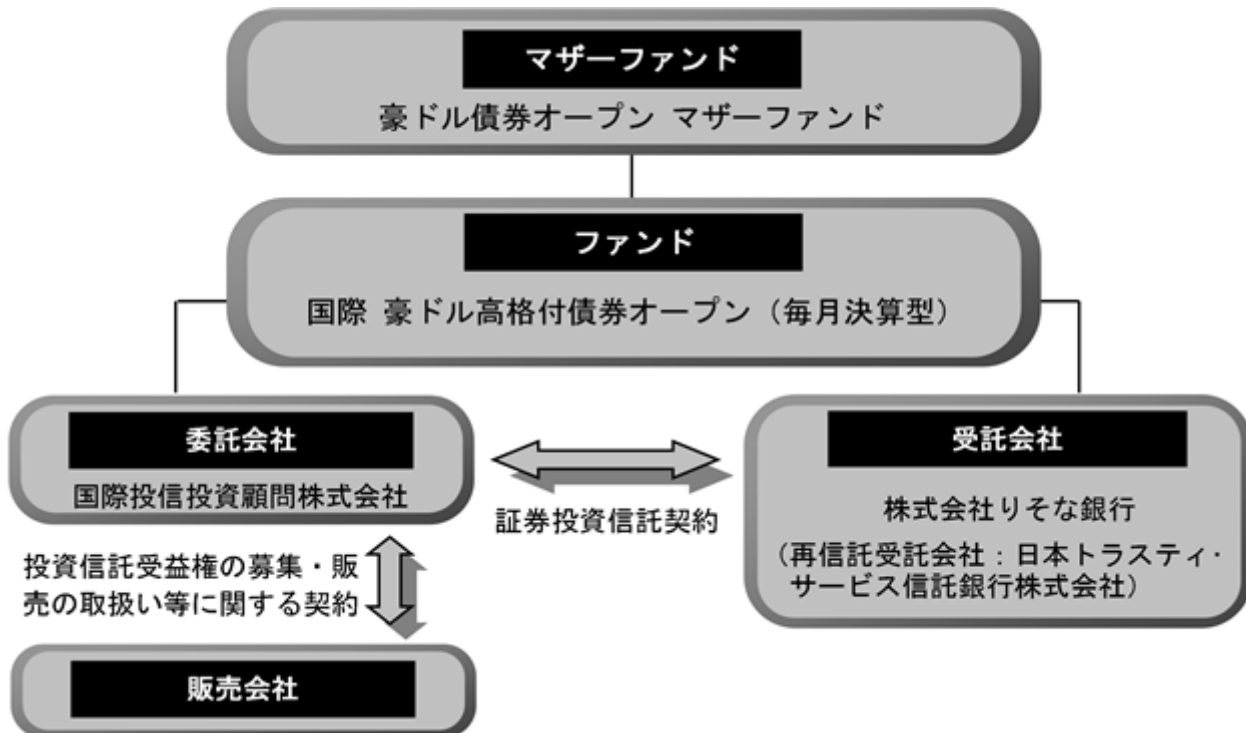 マザーファンド
豪ドル債券オープン マザーファンド
ファンド
国際 豪ドル高格付債券オープン（毎月決算型）
委託会社
国際投信投資顧問株式会社
証券投資信託契約
受託会社
株式会社りそな銀行
（再信託受託会社：日本トラスティ・
サービス信託銀行株式会社）
投資信託受益権の募集・販
売の取扱い等に関する契約
販売会社